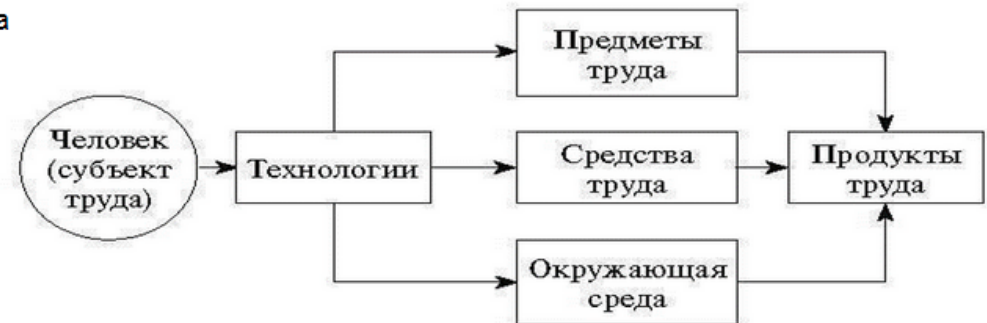 а
Человек
(субъект
труда)
Технологии
Предметы
труда
Средства
труда
Окружающая
среда
Продукты
труда